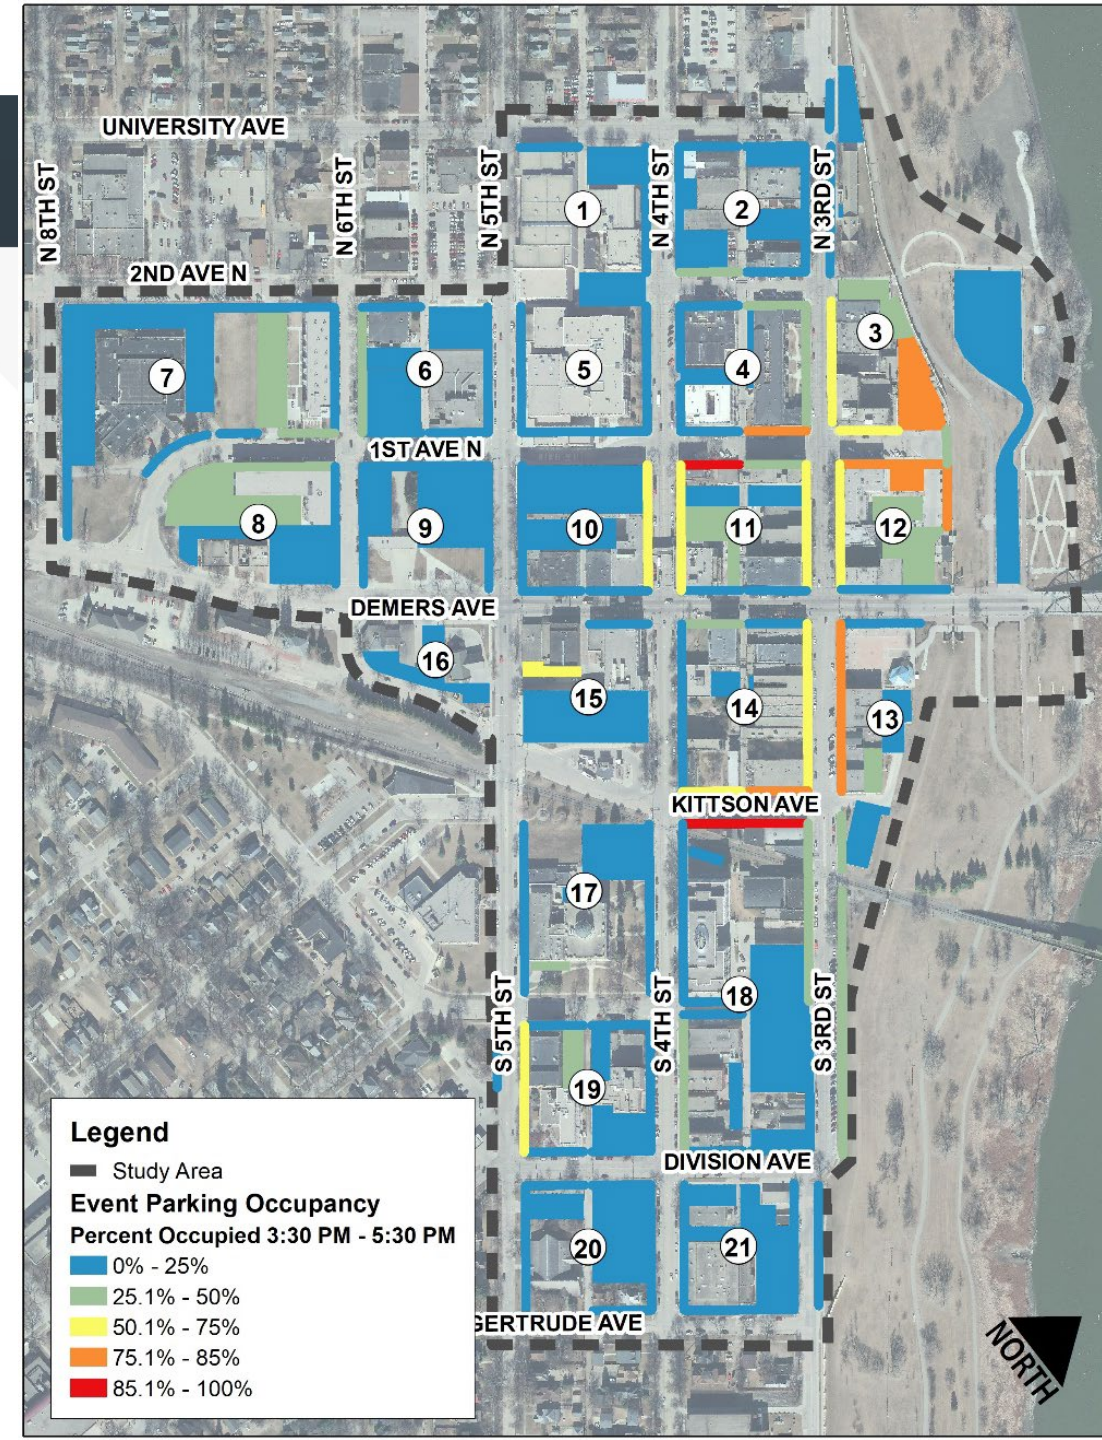 UNIVERSITY AVE
N 8TH ST
N 6TH ST
N 5TH ST
N 4TH ST
N 3RD ST
1
2
2ND AVE N
3
4
5
6
7
1ST AVE N
8
9
10
11
12
DEMERS AVE
16
15
14
13
KITTSON AVE
17
18
S 5TH ST
S 4TH ST
S 3RD ST
19
DIVISION AVE
20
21
GERTRUDE AVE
Legend
Study Area
Event Parking Occupancy
Percent Occupied 3:30 PM - 5:30 PM
0% - 25%
25.1% - 50%
50.1% - 75%
75.1% - 85%
85.1% - 100%
NORTH